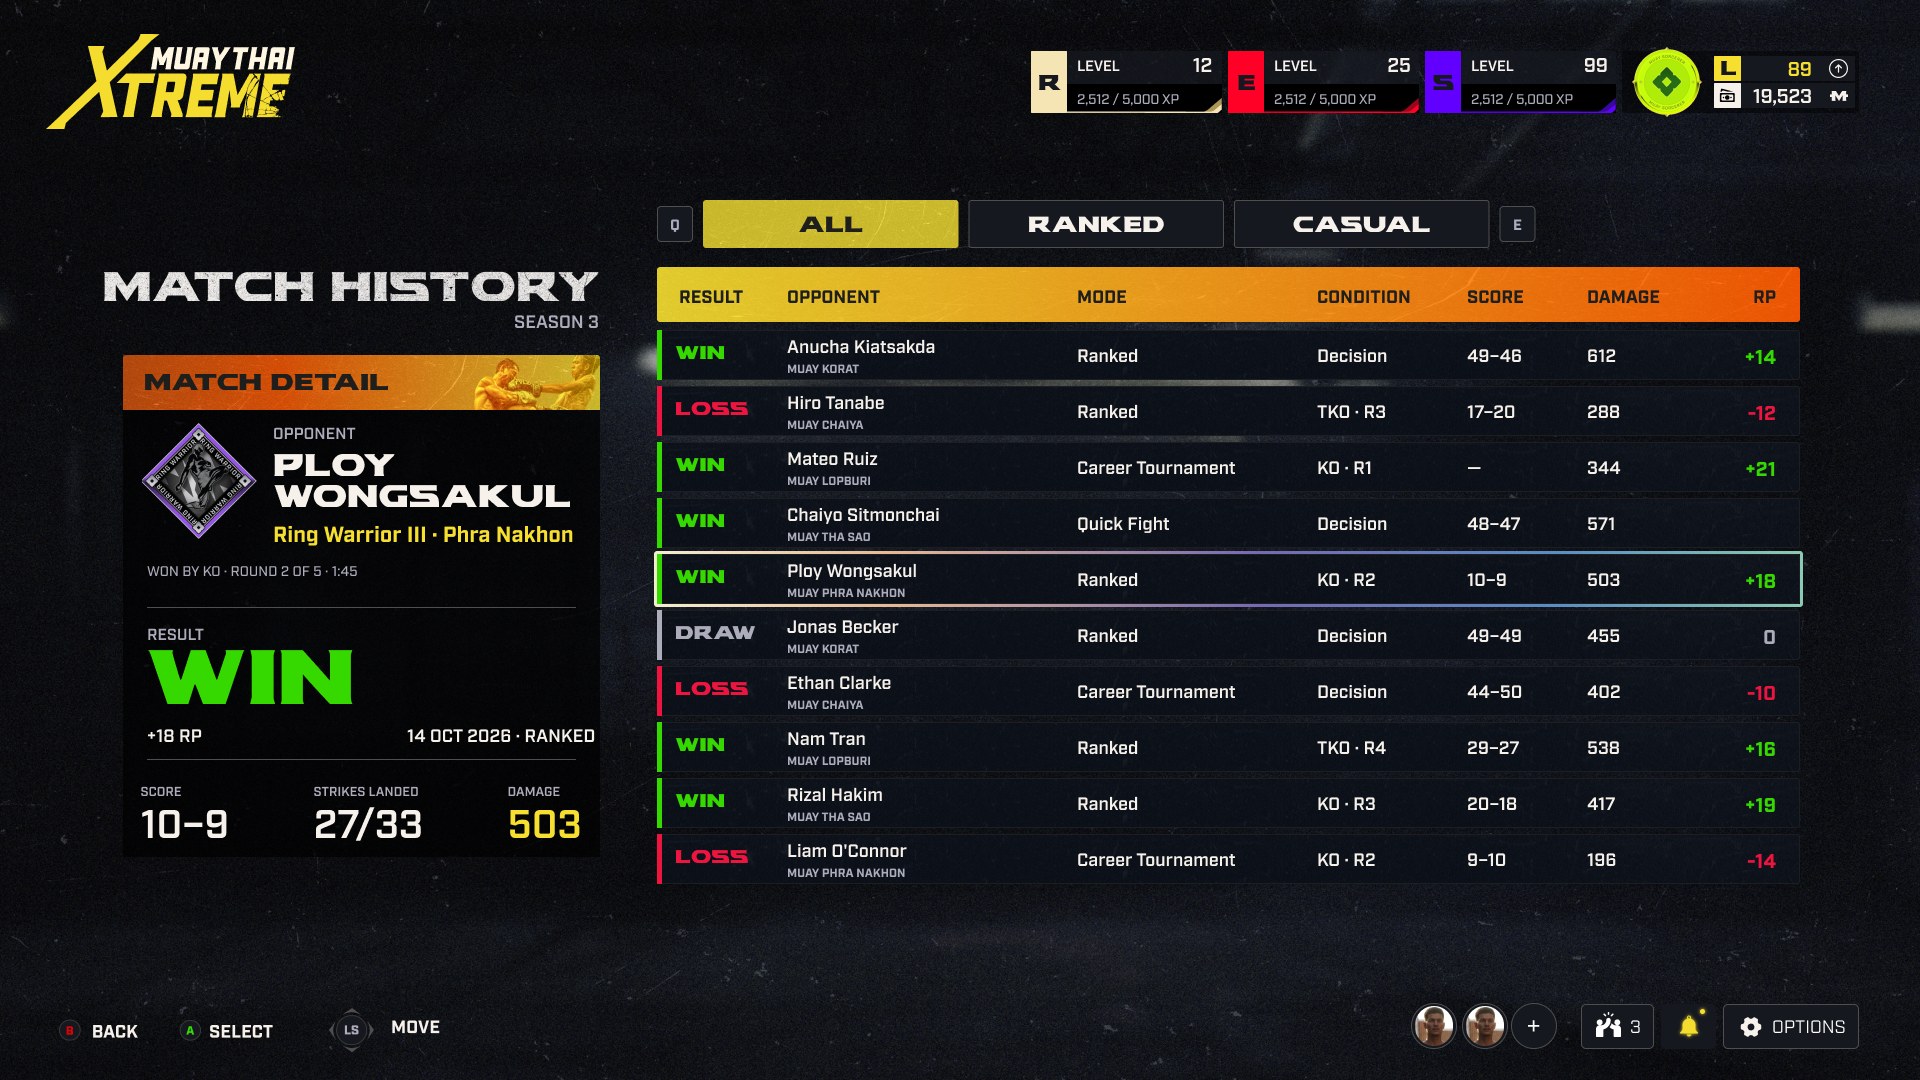 MUAY THAI
XTREME
R
LEVEL 12
2,512 / 5,000 XP
E
LEVEL 25
2,512 / 5,000 XP
S
LEVEL 99
2,512 / 5,000 XP
L 89
19,523
Q
ALL
RANKED
CASUAL
E
MATCH HISTORY
SEASON 3
MATCH DETAIL
RING WARRIOR
RING WARRIOR
RING WARRIOR
RING WARRIOR
OPPONENT
PLOY
WONGSAKUL
Ring Warrior III · Phra Nakhon
WON BY KO · ROUND 2 OF 5 · 1:45
RESULT
WIN
+18 RP
14 OCT 2026 · RANKED
SCORE
10–9
STRIKES LANDED
27/33
DAMAGE
503
RESULT OPPONENT MODE CONDITION SCORE DAMAGE RP
WIN Anucha Kiatsakda Ranked Decision 49–46 612 +14
MUAY KORAT
LOSS Hiro Tanabe Ranked TKO · R3 17–20 288 -12
MUAY CHAIYA
WIN Mateo Ruiz Career Tournament KO · R1 — 344 +21
MUAY LOPBURI
WIN Chaiyo Sitmonchai Quick Fight Decision 48–47 571
MUAY THA SAO
WIN Ploy Wongsakul Ranked KO · R2 10–9 503 +18
MUAY PHRA NAKHON
DRAW Jonas Becker Ranked Decision 49–49 455 0
MUAY KORAT
LOSS Ethan Clarke Career Tournament Decision 44–50 402 -10
MUAY CHAIYA
WIN Nam Tran Ranked TKO · R4 29–27 538 +16
MUAY LOPBURI
WIN Rizal Hakim Ranked KO · R3 20–18 417 +19
MUAY THA SAO
LOSS Liam O'Connor Career Tournament KO · R2 9–10 196 -14
MUAY PHRA NAKHON
B BACK
A SELECT
LS MOVE
+
3
OPTIONS